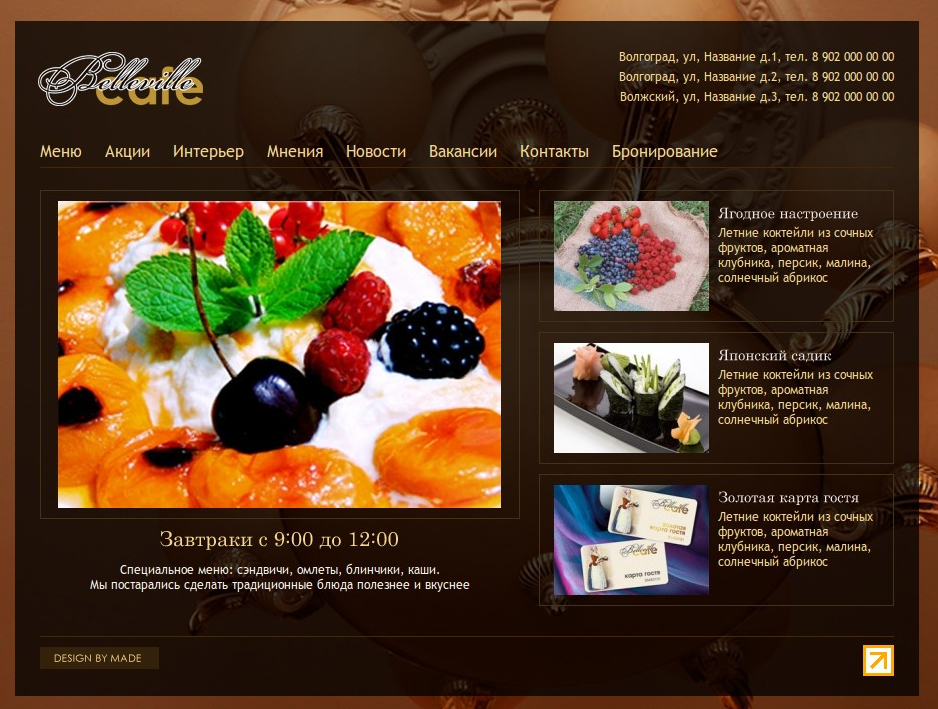 Belleville
cafe
Волгоград, ул, Название д.1, тел. 8 902 000 00 00
Волгоград, ул, Название д.2, тел. 8 902 000 00 00
Волжский, ул, Название д.3, тел. 8 902 000 00 00
Меню Акции Интерьер Мнения Новости Вакансии Контакты Бронирование
Ягодное настроение
Летние коктейли из сочных
фруктов, ароматная
клубника, персик, малина,
солнечный абрикос
Японский садик
Летние коктейли из сочных
фруктов, ароматная
клубника, персик, малина,
солнечный абрикос
Belleville
cafe
золотая
карта гостя
Belleville
cafe
карта гостя
Золотая карта гостя
Летние коктейли из сочных
фруктов, ароматная
клубника, персик, малина,
солнечный абрикос
Завтраки с 9:00 до 12:00
Специальное меню: сэндвичи, омлеты, блинчики, каши.
Мы постарались сделать традиционные блюда полезнее и вкуснее
DESIGN BY MADE